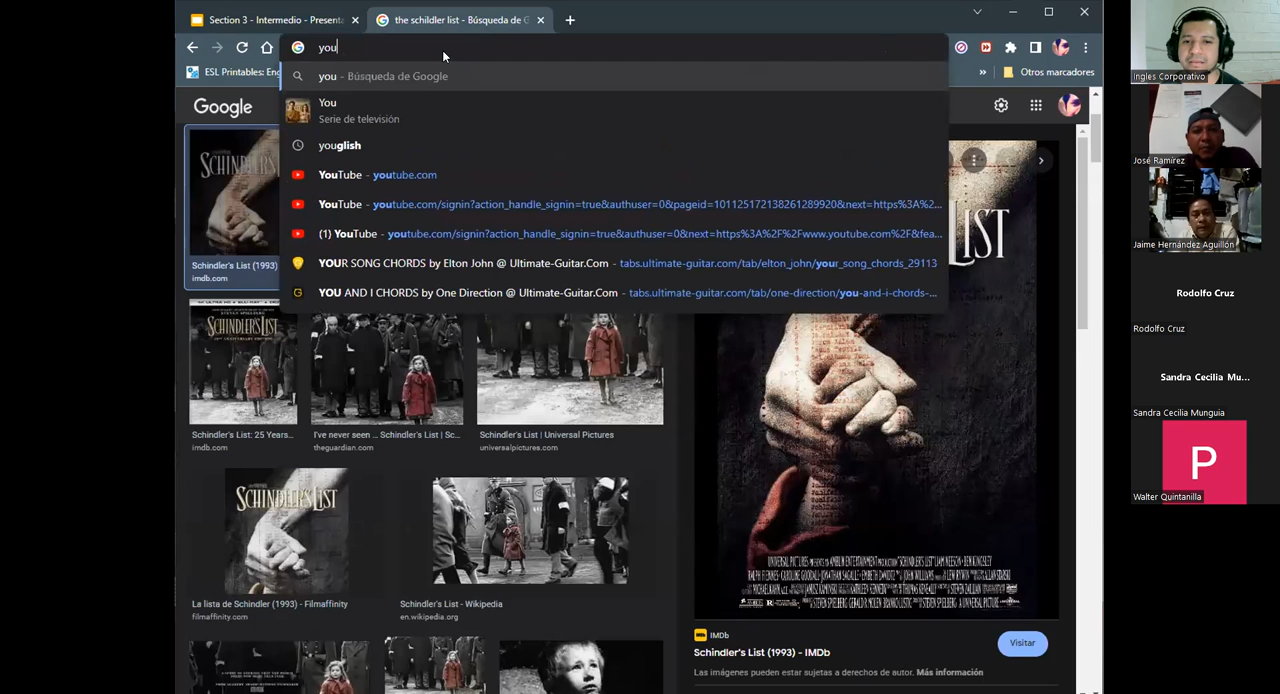 Section 3 - Intermedio - Presenta
the schildler list - Búsqueda de G
you
ESL Printables: Eng
Otros marcadores
you - Búsqueda de Google
You
Serie de televisión
youglish
YouTube - youtube.com
YouTube - youtube.com/signin?action_handle_signin=true&authuser=0&pageid=101125172138261289920&next=https%3A%2...
(1) YouTube - youtube.com/signin?action_handle_signin=true&authuser=0&next=https%3A%2F%2Fwww.youtube.com%2F&fea...
YOUR SONG CHORDS by Elton John @ Ultimate-Guitar.Com - tabs.ultimate-guitar.com/tab/elton_john/your_song_chords_29113
YOU AND I CHORDS by One Direction @ Ultimate-Guitar.Com - tabs.ultimate-guitar.com/tab/one-direction/you-and-i-chords-...
Google
SCHINDLER'S
LIST
Schindler's List (1993)
imdb.com
LIST
SCHINDLER'S LIST
Schindler's List: 25 Years...
imdb.com
I've never seen ... Schindler's List | Sc...
theguardian.com
Schindler's List | Universal Pictures
universalpictures.com
SCHINDLER'S LIST
La lista de Schindler (1993) - Filmaffinity
filmaffinity.com
Schindler's List - Wikipedia
en.wikipedia.org
IMDb
Schindler's List (1993) - IMDb
Visitar
Las imágenes pueden estar sujetas a derechos de autor. Más información
Ingles Corporativo
José Ramírez
Jaime Hernández Aguillón
Rodolfo Cruz
Rodolfo Cruz
Sandra Cecilia Mu...
Sandra Cecilia Munguia
P
Walter Quintanilla